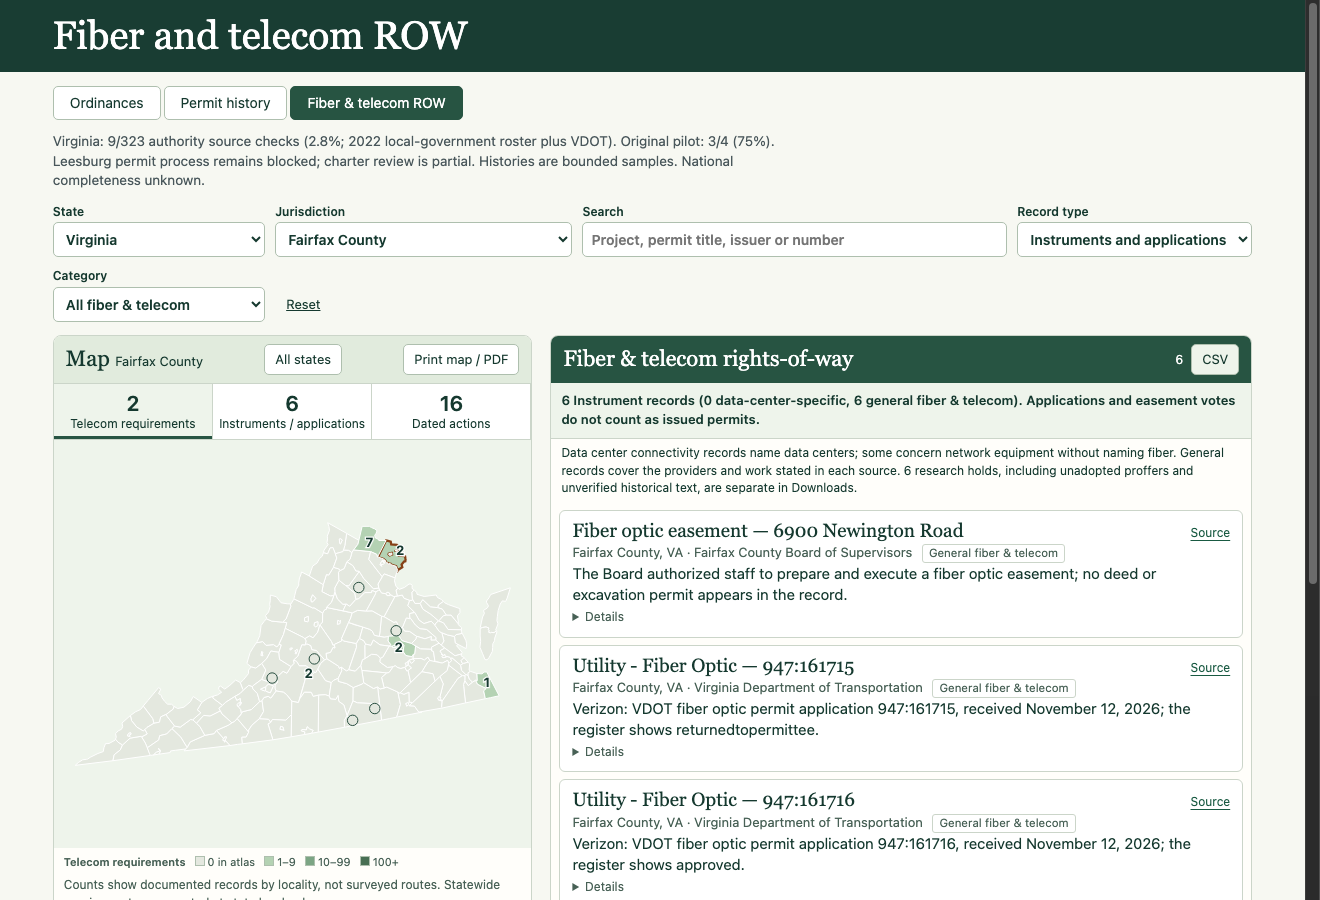 Fiber and telecom ROW
Ordinances
Permit history
Fiber & telecom ROW
Virginia: 9/323 authority source checks (2.8%; 2022 local-government roster plus VDOT). Original pilot: 3/4 (75%).
Leesburg permit process remains blocked; charter review is partial. Histories are bounded samples. National
completeness unknown.
State
Jurisdiction
Search
Record type
Virginia
Fairfax County
Project, permit title, issuer or number
Instruments and applications
Category
All fiber & telecom
Reset
Map Fairfax County
All states
Print map / PDF
2
Telecom requirements
6
Instruments / applications
16
Dated actions
7
2
2
2
1
Telecom requirements
0 in atlas
1–9
10–99
100+
Counts show documented records by locality, not surveyed routes. Statewide
Fiber & telecom rights-of-way
6
CSV
6 Instrument records (0 data-center-specific, 6 general fiber & telecom). Applications and easement votes
do not count as issued permits.
Data center connectivity records name data centers; some concern network equipment without naming fiber. General
records cover the providers and work stated in each source. 6 research holds, including unadopted proffers and
unverified historical text, are separate in Downloads.
Fiber optic easement — 6900 Newington Road
Source
Fairfax County, VA · Fairfax County Board of Supervisors
General fiber & telecom
The Board authorized staff to prepare and execute a fiber optic easement; no deed or
excavation permit appears in the record.
Details
Utility - Fiber Optic — 947:161715
Source
Fairfax County, VA · Virginia Department of Transportation
General fiber & telecom
Verizon: VDOT fiber optic permit application 947:161715, received November 12, 2026; the
register shows returnedtopermittee.
Details
Utility - Fiber Optic — 947:161716
Source
Fairfax County, VA · Virginia Department of Transportation
General fiber & telecom
Verizon: VDOT fiber optic permit application 947:161716, received November 12, 2026; the
register shows approved.
Details